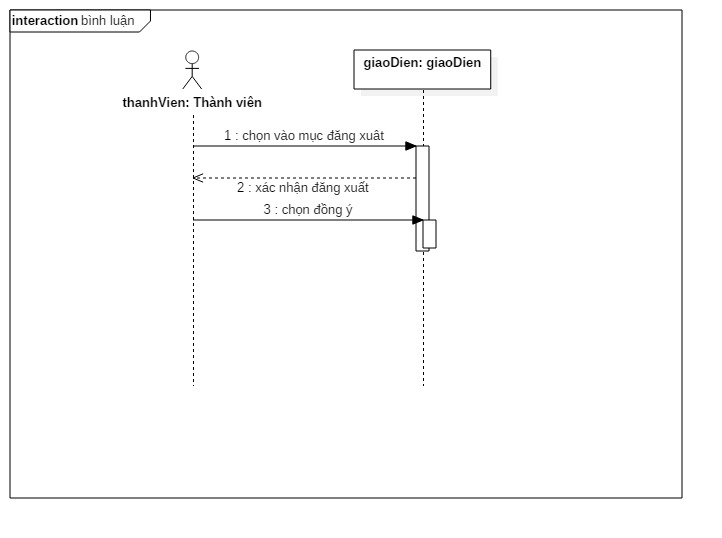 interaction bình luận
giaoDien: giaoDien
thanhVien: Thành viên
1 : chọn vào mục đăng xuât
2 : xác nhận đăng xuất
3 : chọn đồng ý